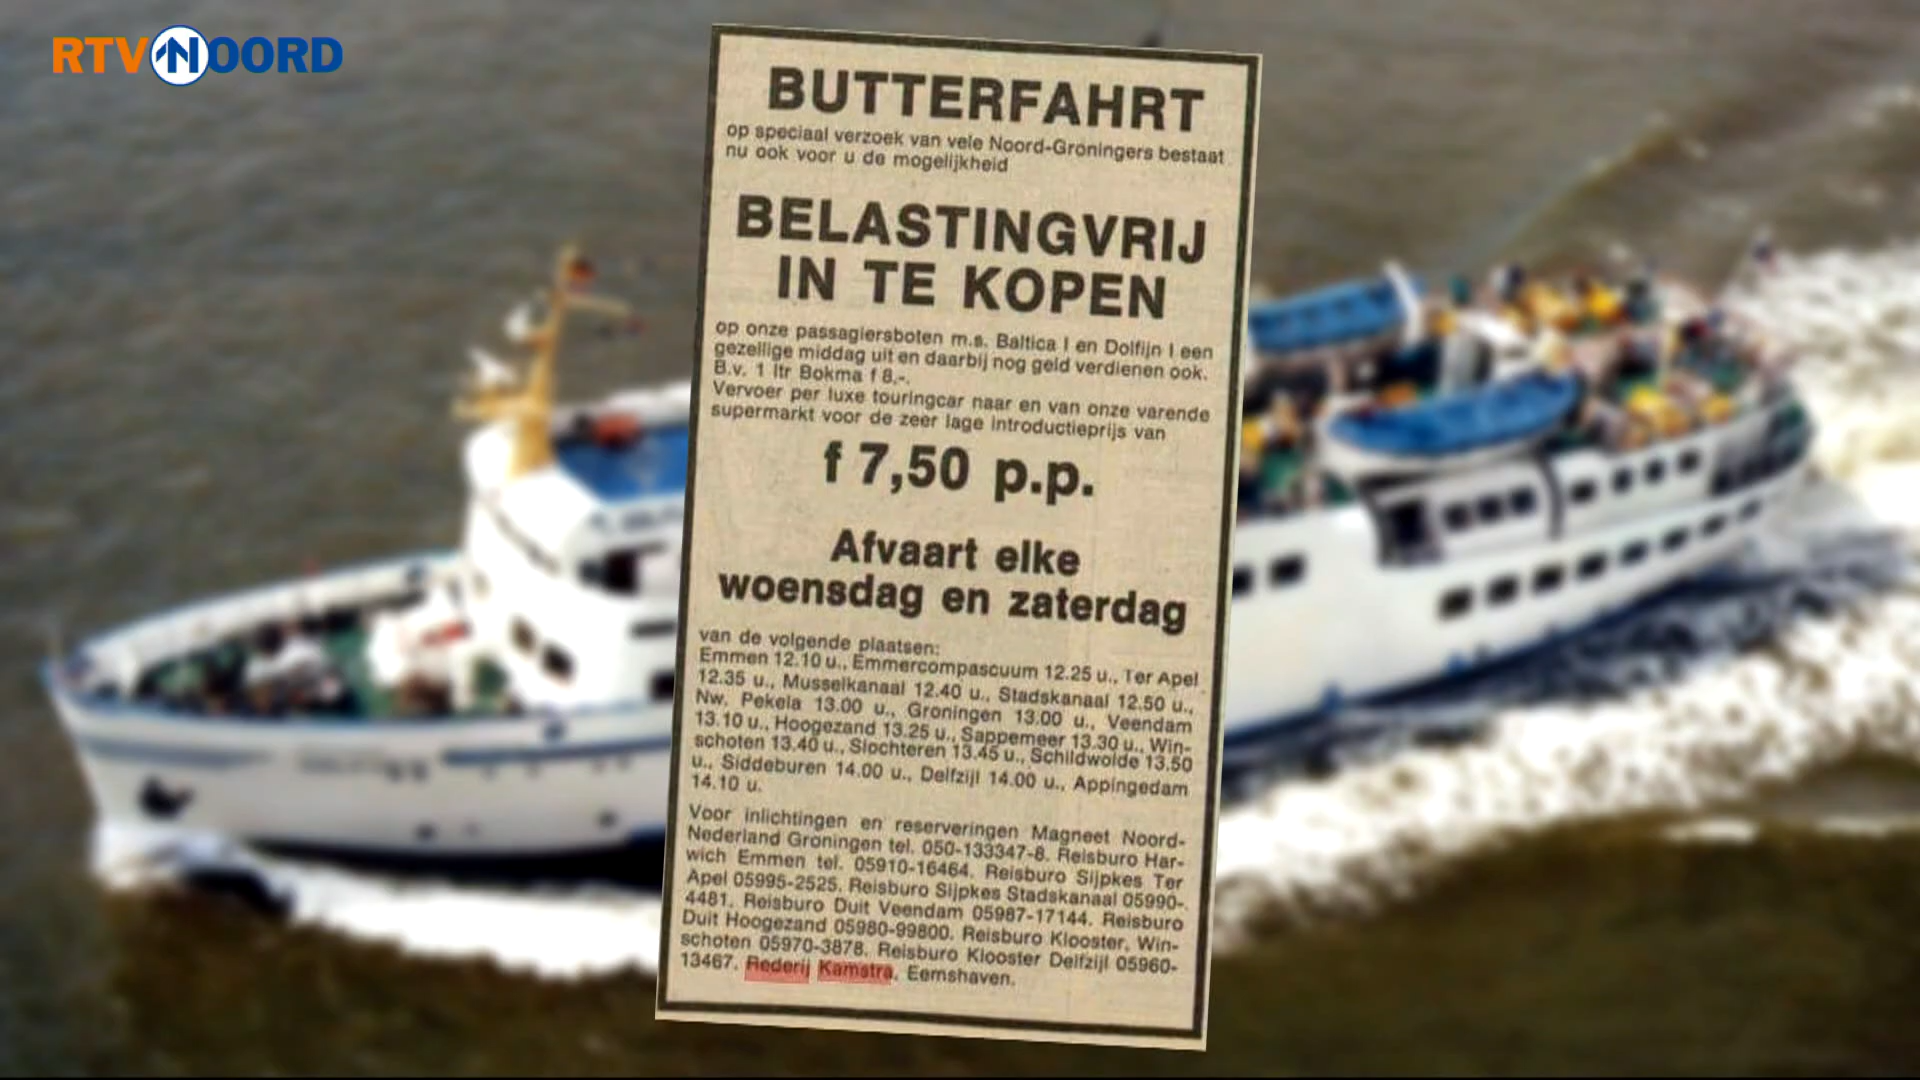 RTV NOORD
BUTTERFAHRT
op speciaal verzoek van vele Noord-Groningers bestaat
nu ook voor u de mogelijkheid
BELASTINGVRIJ
IN TE KOPEN
op onze passagiersboten m.s. Baltica I en Dolfijn I een
gezellige middag uit en daarbij nog geld verdienen ook.
B.v. 1 ltr Bokma f 8,-.
Vervoer per luxe touringcar naar en van onze varende
supermarkt voor de zeer lage introductieprijs van
f 7,50 p.p.
Afvaart elke
woensdag en zaterdag
van de volgende plaatsen:
Emmen 12.10 u., Emmercompascuum 12.25 u., Ter Apel
12.35 u., Musselkanaal 12.40 u., Stadskanaal 12.50 u.,
Nw. Pekela 13.00 u., Groningen 13.00 u., Veendam
13.10 u., Hoogezand 13.25 u., Sappemeer 13.30 u., Win-
schoten 13.40 u., Slochteren 13.45 u., Schildwolde 13.50
u., Siddeburen 14.00 u., Delfzijl 14.00 u., Appingedam
14.10 u.
Voor inlichtingen en reserveringen Magneet Noord-
Nederland Groningen tel. 050-133347-8. Reisburo Har-
wich Emmen tel. 05910-16464. Reisburo Sijpkes Ter
Apel 05995-2525. Reisburo Sijpkes Stadskanaal 05990-
4481. Reisburo Duit Veendam 05987-17144. Reisburo
Duit Hoogezand 05980-99800. Reisburo Klooster, Win-
schoten 05970-3878. Reisburo Klooster Delfzijl 05960-
13467. Rederij Kamstra, Eemshaven.